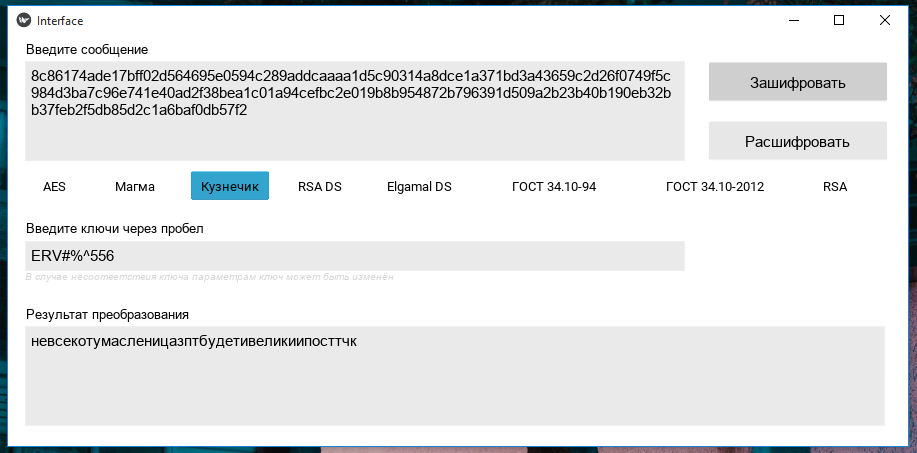 Interface
Введите сообщение
8c86174ade17bff02d564695e0594c289addcaaaa1d5c90314a8dce1a371bd3a43659c2d26f0749f5c
984d3ba7c96e741e40ad2f38bea1c01a94cefbc2e019b8b954872b796391d509a2b23b40b190eb32b
b37feb2f5db85d2c1a6baf0db57f2
Зашифровать
Расшифровать
AES Магма Кузнечик RSA DS Elgamal DS ГОСТ 34.10-94 ГОСТ 34.10-2012 RSA
Введите ключи через пробел
ERV#%^556
В случае несоответствия ключа параметрам ключ может быть изменён
Результат преобразования
невсекотумасленицазптбудетивеликиипосттчк